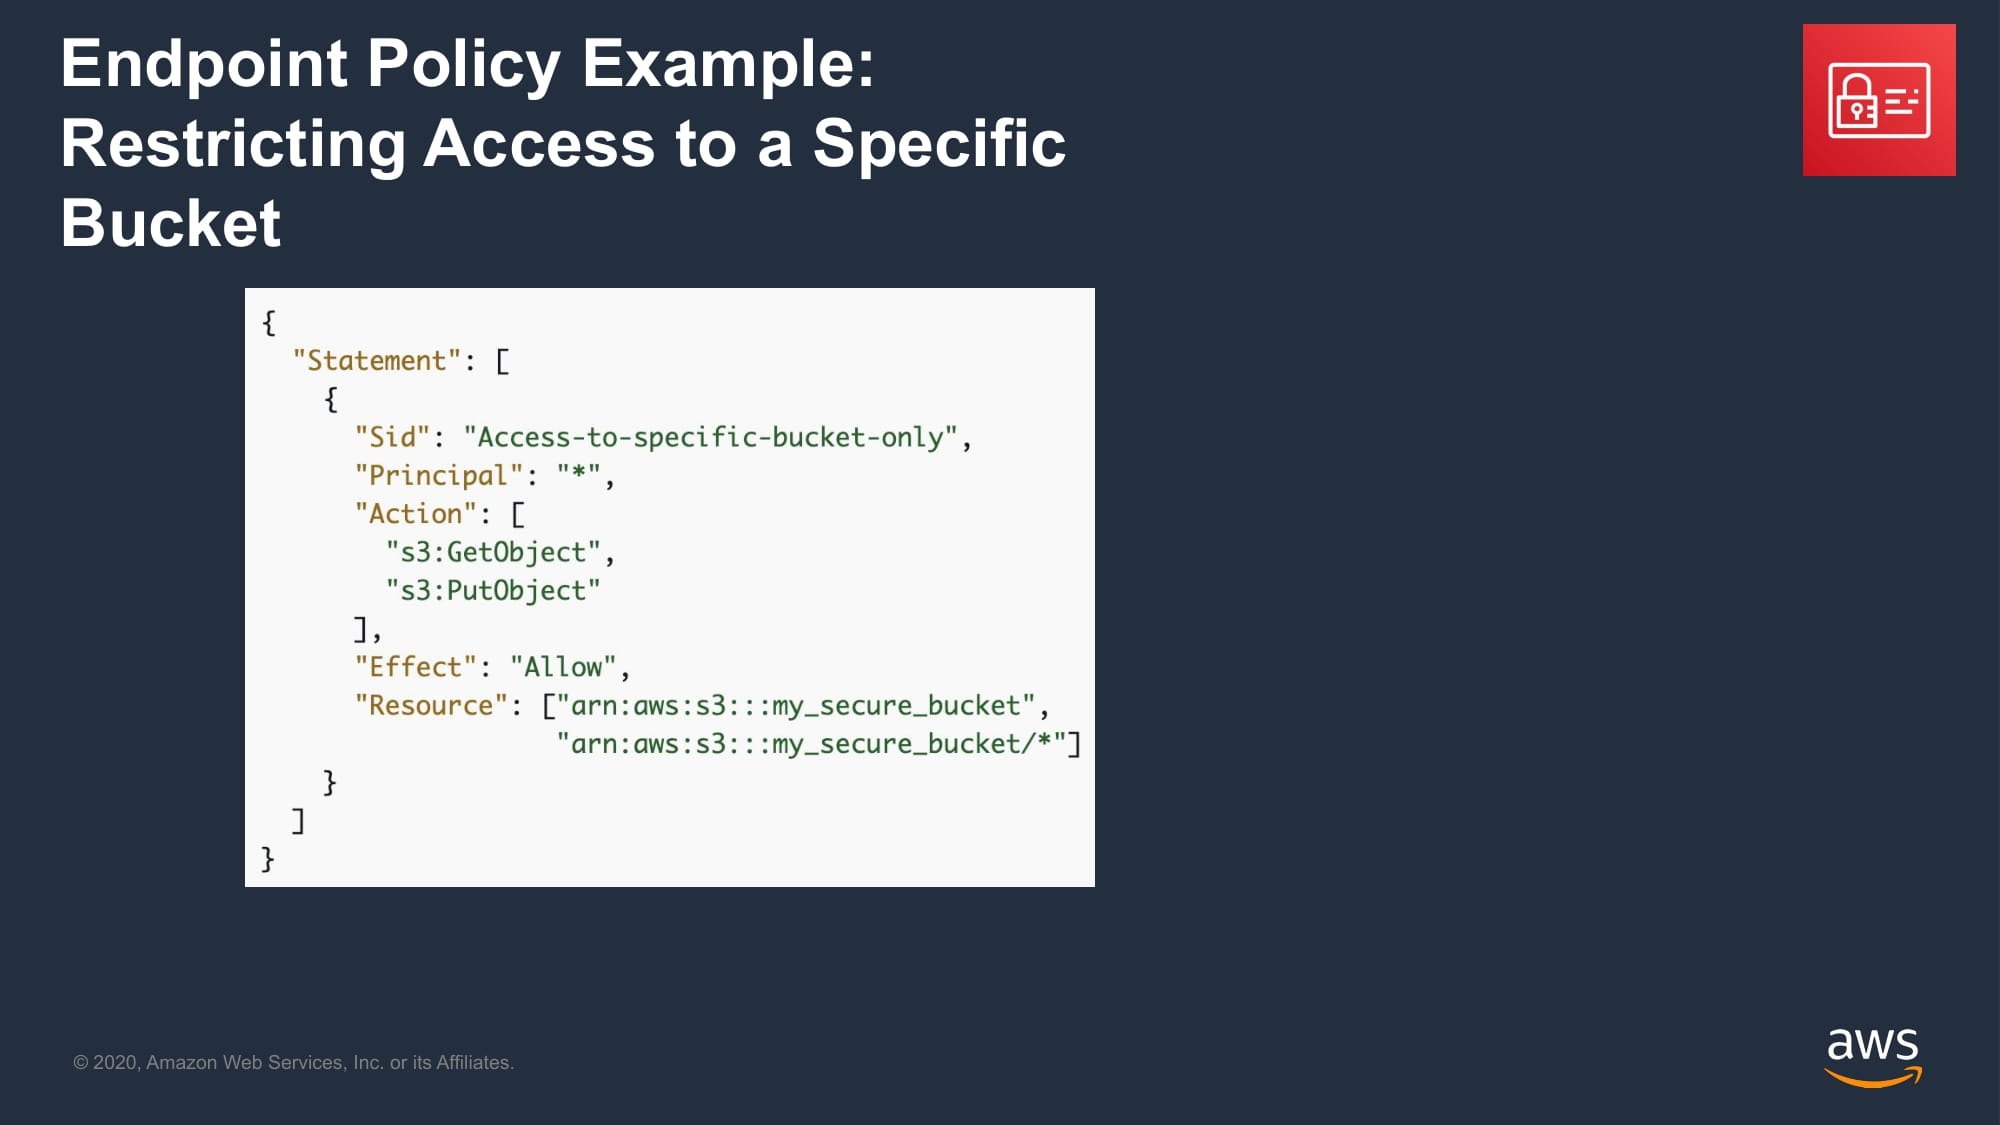 Endpoint Policy Example:
Restricting Access to a Specific
Bucket
{
  "Statement": [
    {
      "Sid": "Access-to-specific-bucket-only",
      "Principal": "*",
      "Action": [
        "s3:GetObject",
        "s3:PutObject"
      ],
      "Effect": "Allow",
      "Resource": ["arn:aws:s3:::my_secure_bucket",
                   "arn:aws:s3:::my_secure_bucket/*"]
    }
  ]
}
© 2020, Amazon Web Services, Inc. or its Affiliates.
aws